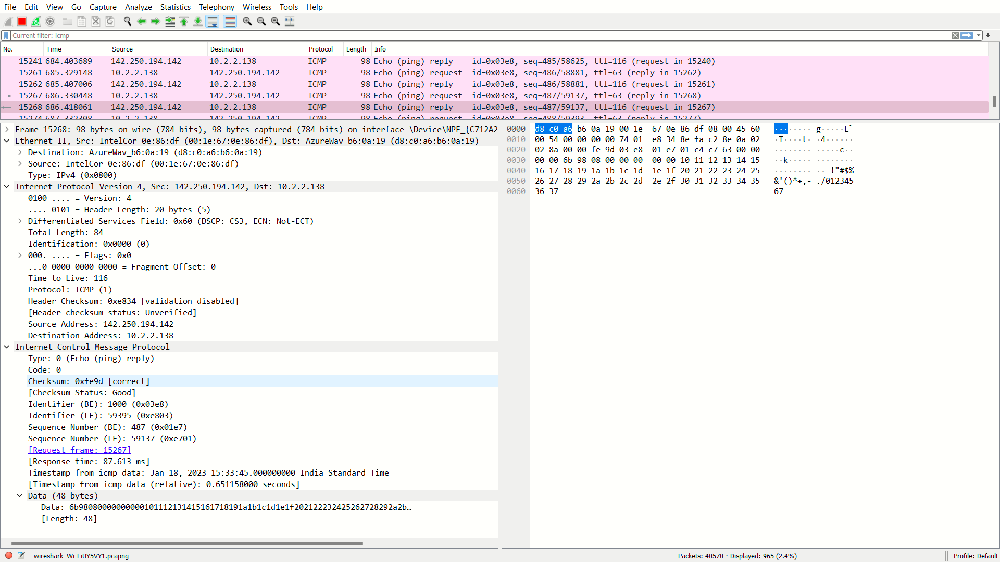 File Edit View Go Capture Analyze Statistics Telephony Wireless Tools Help
Current filter: icmp
No. Time Source Destination Protocol Length Info
15241 684.403689 142.250.194.142 10.2.2.138 ICMP 98 Echo (ping) reply id=0x03e8, seq=485/58625, ttl=116 (request in 15240)
15261 685.329148 10.2.2.138 142.250.194.142 ICMP 98 Echo (ping) request id=0x03e8, seq=486/58881, ttl=63 (reply in 15262)
15262 685.407006 142.250.194.142 10.2.2.138 ICMP 98 Echo (ping) reply id=0x03e8, seq=486/58881, ttl=116 (request in 15261)
15267 686.330448 10.2.2.138 142.250.194.142 ICMP 98 Echo (ping) request id=0x03e8, seq=487/59137, ttl=63 (reply in 15268)
15268 686.418061 142.250.194.142 10.2.2.138 ICMP 98 Echo (ping) reply id=0x03e8, seq=487/59137, ttl=116 (request in 15267)
15274 687.332308 10.2.2.138 142.250.194.142 ICMP 98 Echo (ping) request id=0x03e8, seq=488/59393, ttl=63 (reply in 15277)
Frame 15268: 98 bytes on wire (784 bits), 98 bytes captured (784 bits) on interface \Device\NPF_{C712A2
Ethernet II, Src: IntelCor_0e:86:df (00:1e:67:0e:86:df), Dst: AzureWav_b6:0a:19 (d8:c0:a6:b6:0a:19)
Destination: AzureWav_b6:0a:19 (d8:c0:a6:b6:0a:19)
Source: IntelCor_0e:86:df (00:1e:67:0e:86:df)
Type: IPv4 (0x0800)
Internet Protocol Version 4, Src: 142.250.194.142, Dst: 10.2.2.138
0100 .... = Version: 4
.... 0101 = Header Length: 20 bytes (5)
Differentiated Services Field: 0x60 (DSCP: CS3, ECN: Not-ECT)
Total Length: 84
Identification: 0x0000 (0)
000. .... = Flags: 0x0
...0 0000 0000 0000 = Fragment Offset: 0
Time to Live: 116
Protocol: ICMP (1)
Header Checksum: 0xe834 [validation disabled]
[Header checksum status: Unverified]
Source Address: 142.250.194.142
Destination Address: 10.2.2.138
Internet Control Message Protocol
Type: 0 (Echo (ping) reply)
Code: 0
Checksum: 0xfe9d [correct]
[Checksum Status: Good]
Identifier (BE): 1000 (0x03e8)
Identifier (LE): 59395 (0xe803)
Sequence Number (BE): 487 (0x01e7)
Sequence Number (LE): 59137 (0xe701)
[Request frame: 15267]
[Response time: 87.613 ms]
Timestamp from icmp data: Jan 18, 2023 15:33:45.000000000 India Standard Time
[Timestamp from icmp data (relative): 0.651158000 seconds]
Data (48 bytes)
Data: 6b9808000000000010111213141516171819​1a1b1c1d1e1f202122232425262728292a2b…
[Length: 48]
0000 d8 c0 a6 b6 0a 19 00 1e 67 0e 86 df 08 00 45 60 ········ g·····E`
0010 00 54 00 00 00 00 74 01 e8 34 8e fa c2 8e 0a 02 ·T····t· ·4······
0020 02 8a 00 00 fe 9d 03 e8 01 e7 01 c4 c7 63 00 00 ········ ·····c··
0030 00 00 6b 98 08 00 00 00 00 00 10 11 12 13 14 15 ··k····· ········
0040 16 17 18 19 1a 1b 1c 1d 1e 1f 20 21 22 23 24 25 ········ ·· !"#$%
0050 26 27 28 29 2a 2b 2c 2d 2e 2f 30 31 32 33 34 35 &'()*+,- ./012345
0060 36 37 67
wireshark_Wi-FiUY5VY1.pcapng
Packets: 40570 · Displayed: 965 (2.4%)
Profile: Default